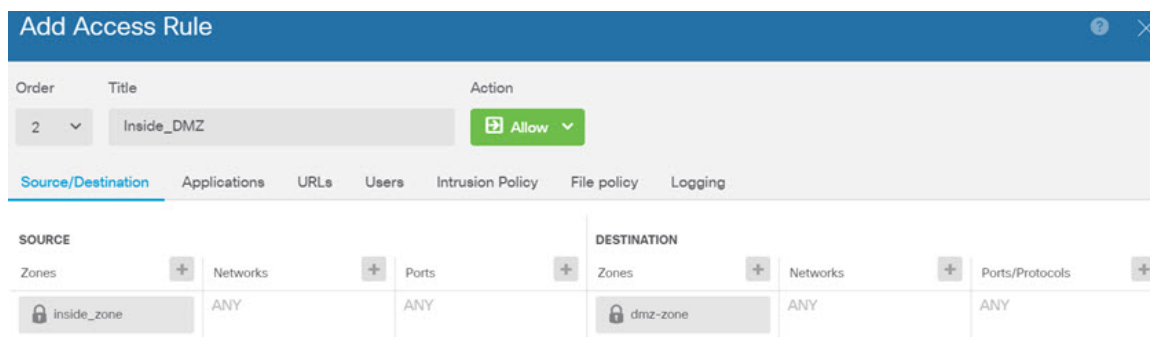 Add Access Rule
Order Title Action
2 Inside_DMZ Allow
Source/Destination Applications URLs Users Intrusion Policy File policy Logging
SOURCE DESTINATION
Zones Networks Ports Zones Networks Ports/Protocols
inside_zone ANY ANY dmz-zone ANY ANY